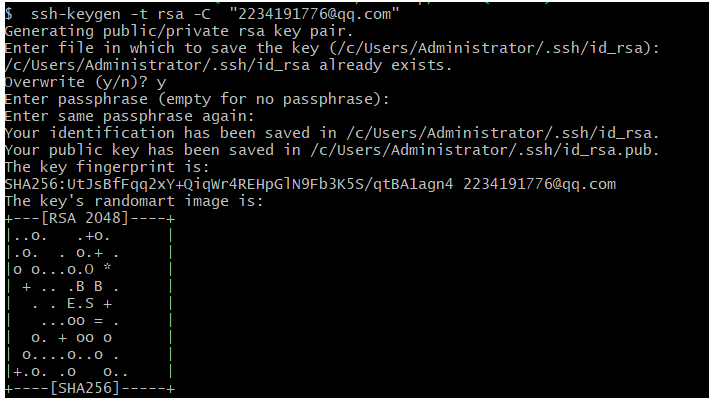 $  ssh-keygen -t rsa -C  "2234191776@qq.com"
Generating public/private rsa key pair.
Enter file in which to save the key (/c/Users/Administrator/.ssh/id_rsa):
/c/Users/Administrator/.ssh/id_rsa already exists.
Overwrite (y/n)? y
Enter passphrase (empty for no passphrase):
Enter same passphrase again:
Your identification has been saved in /c/Users/Administrator/.ssh/id_rsa.
Your public key has been saved in /c/Users/Administrator/.ssh/id_rsa.pub.
The key fingerprint is:
SHA256:UtJsBfFqq2xY+QiqWr4REHpGlN9Fb3K5S/qtBA1agn4 2234191776@qq.com
The key's randomart image is:
+---[RSA 2048]----+
|..o.   .+o.      |
|.o.  . o.+ .     |
|o o...o.O *      |
| + .. .B B .     |
|  . . E.S +      |
|   ...oo = .     |
|  o. + oo o      |
| o....o..o .     |
|+.o. .o   o..    |
+----[SHA256]-----+